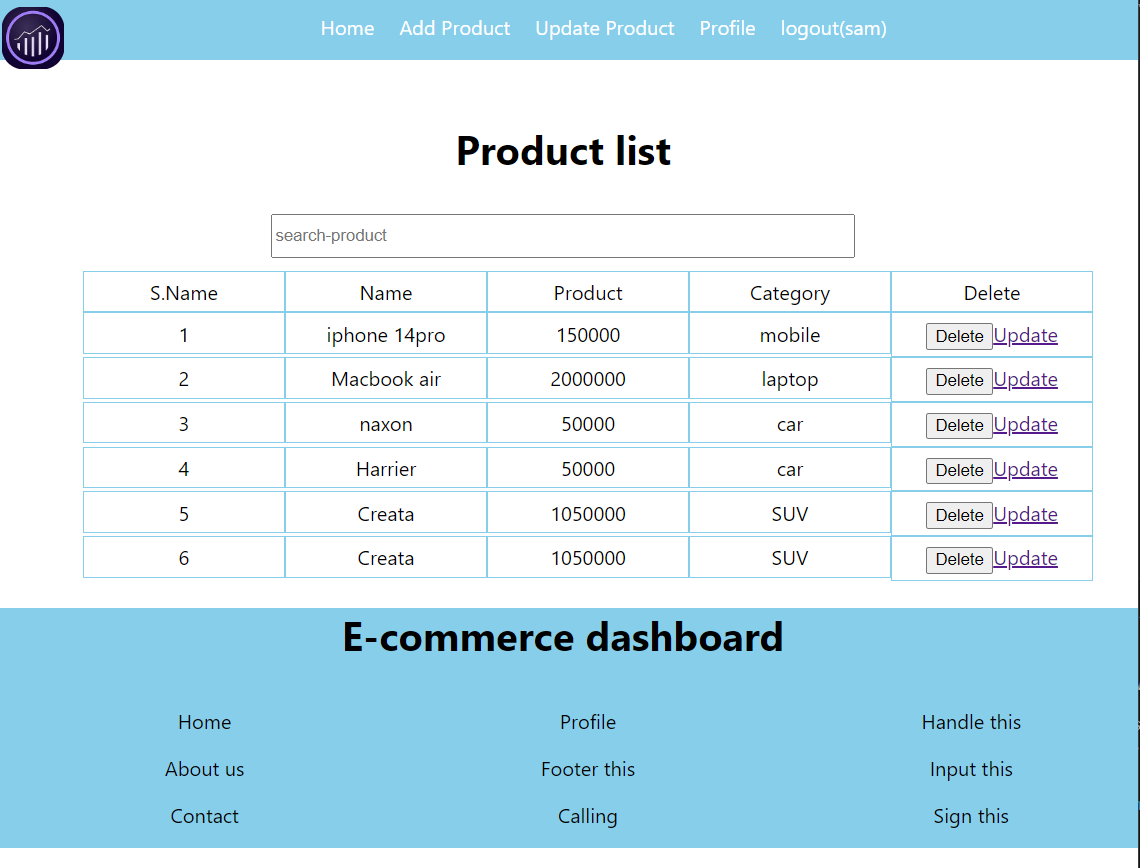 Home Add Product Update Product Profile logout(sam)
Product list
search-product
S.Name Name Product Category Delete
1 iphone 14pro 150000 mobile Delete Update
2 Macbook air 2000000 laptop Delete Update
3 naxon 50000 car Delete Update
4 Harrier 50000 car Delete Update
5 Creata 1050000 SUV Delete Update
6 Creata 1050000 SUV Delete Update
E-commerce dashboard
Home Profile Handle this
About us Footer this Input this
Contact Calling Sign this